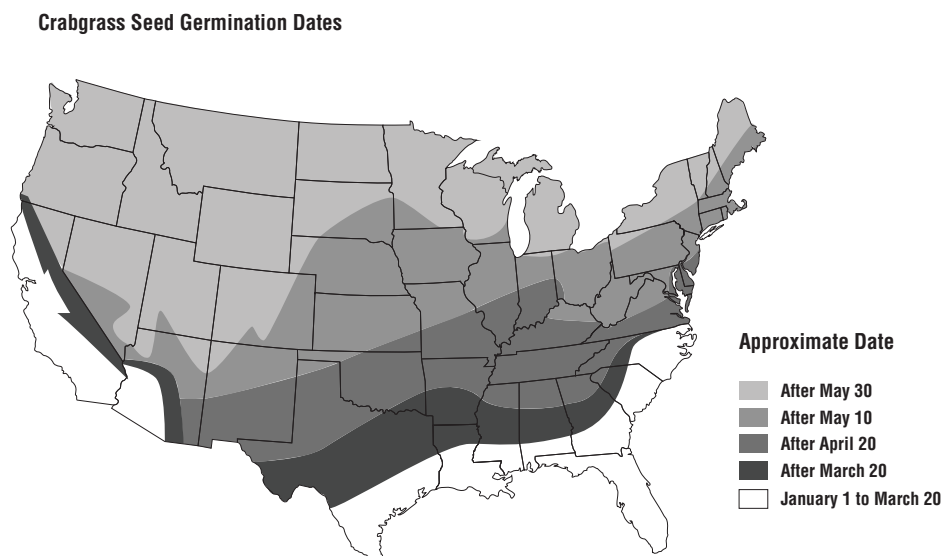 Crabgrass Seed Germination Dates
Approximate Date
After May 30
After May 10
After April 20
After March 20
January 1 to March 20